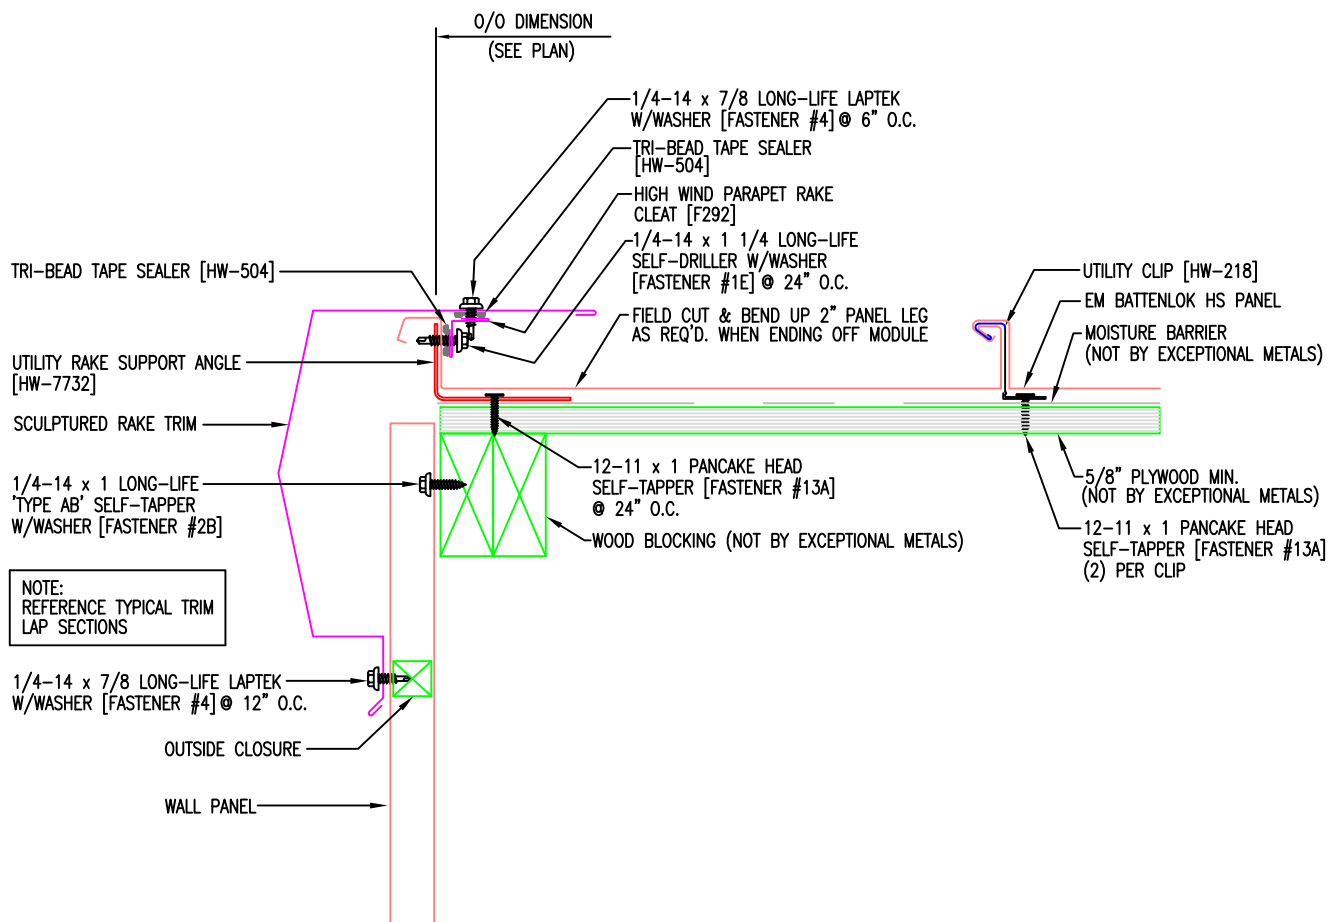 O/O DIMENSION
(SEE PLAN)
1/4-14 x 7/8 LONG-LIFE LAPTEK
W/WASHER [FASTENER #4] @ 6" O.C.
TRI-BEAD TAPE SEALER
[HW-504]
HIGH WIND PARAPET RAKE
CLEAT [F292]
1/4-14 x 1 1/4 LONG-LIFE
SELF-DRILLER W/WASHER
[FASTENER #1E] @ 24" O.C.
FIELD CUT & BEND UP 2" PANEL LEG
AS REQ'D. WHEN ENDING OFF MODULE
UTILITY CLIP [HW-218]
EM BATTENLOK HS PANEL
MOISTURE BARRIER
(NOT BY EXCEPTIONAL METALS)
TRI-BEAD TAPE SEALER [HW-504]
UTILITY RAKE SUPPORT ANGLE
[HW-7732]
SCULPTURED RAKE TRIM
1/4-14 x 1 LONG-LIFE
'TYPE AB' SELF-TAPPER
W/WASHER [FASTENER #2B]
12-11 x 1 PANCAKE HEAD
SELF-TAPPER [FASTENER #13A]
@ 24" O.C.
WOOD BLOCKING (NOT BY EXCEPTIONAL METALS)
5/8" PLYWOOD MIN.
(NOT BY EXCEPTIONAL METALS)
12-11 x 1 PANCAKE HEAD
SELF-TAPPER [FASTENER #13A]
(2) PER CLIP
NOTE:
REFERENCE TYPICAL TRIM
LAP SECTIONS
1/4-14 x 7/8 LONG-LIFE LAPTEK
W/WASHER [FASTENER #4] @ 12" O.C.
OUTSIDE CLOSURE
WALL PANEL